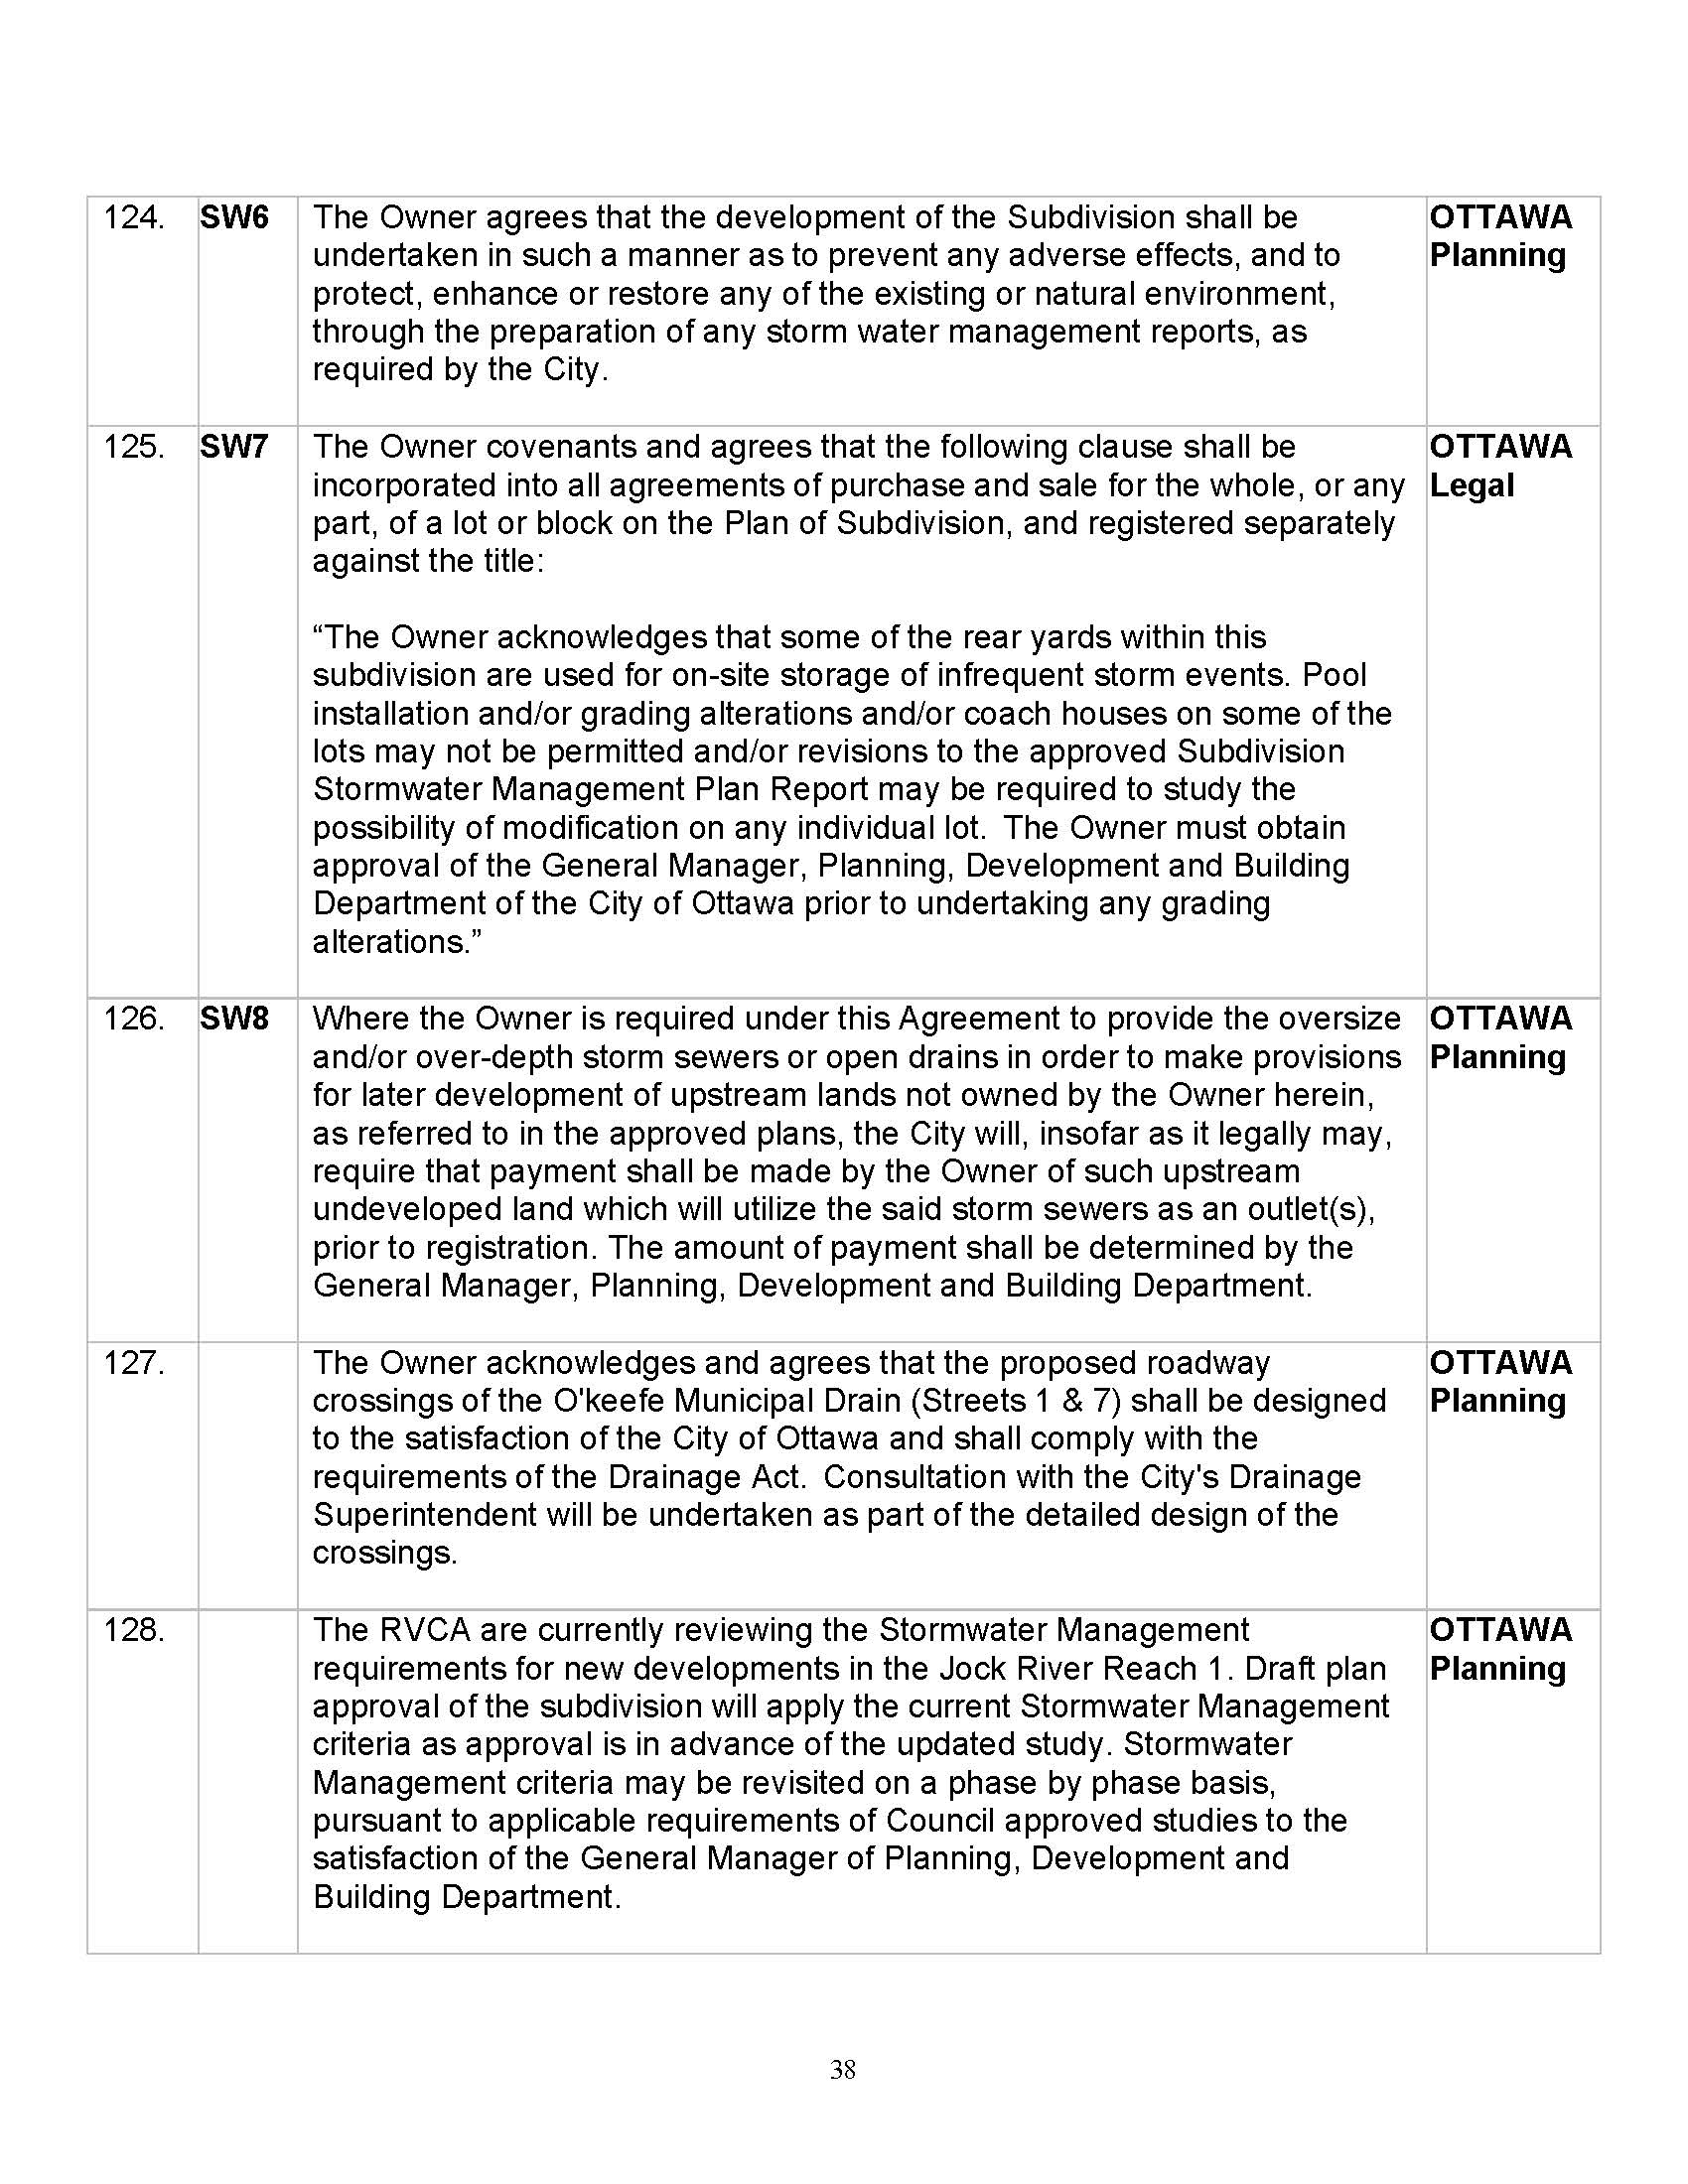 124. SW6 The Owner agrees that the development of the Subdivision shall be OTTAWA
undertaken in such a manner as to prevent any adverse effects, and to Planning
protect, enhance or restore any of the existing or natural environment,
through the preparation of any storm water management reports, as
required by the City.
125. SW7 The Owner covenants and agrees that the following clause shall be OTTAWA
incorporated into all agreements of purchase and sale for the whole, or any Legal
part, of a lot or block on the Plan of Subdivision, and registered separately
against the title:
“The Owner acknowledges that some of the rear yards within this
subdivision are used for on-site storage of infrequent storm events. Pool
installation and/or grading alterations and/or coach houses on some of the
lots may not be permitted and/or revisions to the approved Subdivision
Stormwater Management Plan Report may be required to study the
possibility of modification on any individual lot. The Owner must obtain
approval of the General Manager, Planning, Development and Building
Department of the City of Ottawa prior to undertaking any grading
alterations.”
126. SW8 Where the Owner is required under this Agreement to provide the oversize OTTAWA
and/or over-depth storm sewers or open drains in order to make provisions Planning
for later development of upstream lands not owned by the Owner herein,
as referred to in the approved plans, the City will, insofar as it legally may,
require that payment shall be made by the Owner of such upstream
undeveloped land which will utilize the said storm sewers as an outlet(s),
prior to registration. The amount of payment shall be determined by the
General Manager, Planning, Development and Building Department.
127. The Owner acknowledges and agrees that the proposed roadway OTTAWA
crossings of the O'keefe Municipal Drain (Streets 1 & 7) shall be designed Planning
to the satisfaction of the City of Ottawa and shall comply with the
requirements of the Drainage Act. Consultation with the City's Drainage
Superintendent will be undertaken as part of the detailed design of the
crossings.
128. The RVCA are currently reviewing the Stormwater Management OTTAWA
requirements for new developments in the Jock River Reach 1. Draft plan Planning
approval of the subdivision will apply the current Stormwater Management
criteria as approval is in advance of the updated study. Stormwater
Management criteria may be revisited on a phase by phase basis,
pursuant to applicable requirements of Council approved studies to the
satisfaction of the General Manager of Planning, Development and
Building Department.
38